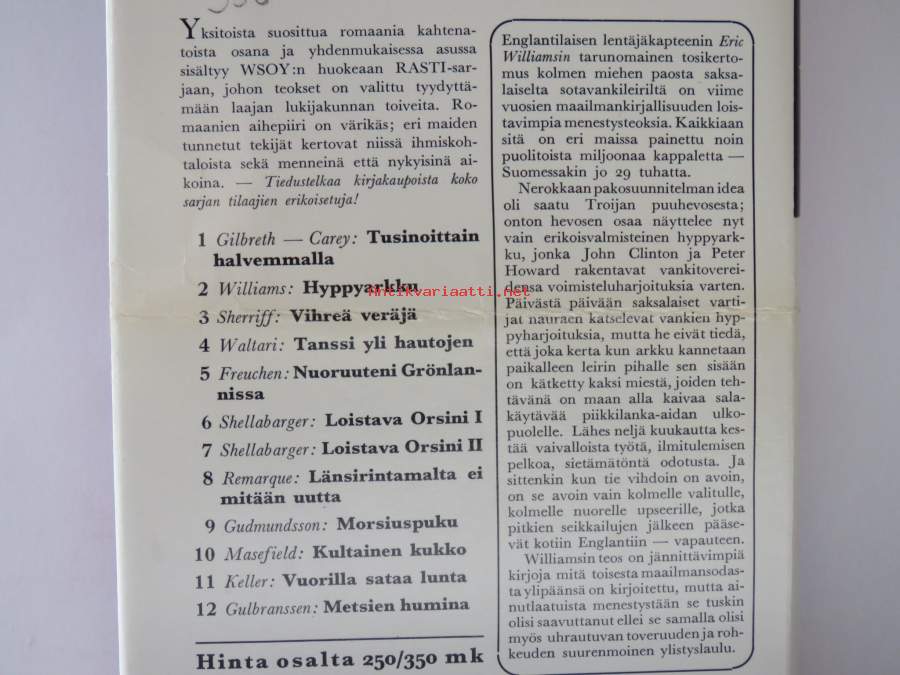 Yksitoista suosittua romaania kahtena-
toista osana ja yhdenmukaisessa asussa
sisältyy WSOY:n huokeaan RASTI-sar-
jaan, johon teokset on valittu tyydyttä-
mään laajan lukijakunnan toiveita. Ro-
maanien aihepiiri on värikäs; eri maiden
tunnetut tekijät kertovat niissä ihmiskoh-
taloista sekä menneinä että nykyisinä ai-
koina. — Tiedustelkaa kirjakaupoista koko
sarjan tilaajien erikoisetuja!
1 Gilbreth — Carey: Tusinoittain
halvemmalla
2 Williams: Hyppyarkku
3 Sherriff: Vihreä veräjä
4 Waltari: Tanssi yli hautojen
5 Freuchen: Nuoruuteni Grönlan-
nissa
6 Shellabarger: Loistava Orsini I
7 Shellabarger: Loistava Orsini II
8 Remarque: Länsirintamalta ei
mitään uutta
9 Gudmundsson: Morsiuspuku
10 Masefield: Kultainen kukko
11 Keller: Vuorilla sataa lunta
12 Gulbranssen: Metsien humina
Hinta osalta 250/350 mk
Englantilaisen lentäjäkapteenin Eric
Williamsin tarunomainen tosikerto-
mus kolmen miehen paosta saksa-
laiselta sotavankileiriltä on viime
vuosien maailmankirjallisuuden lois-
tavimpia menestysteoksia. Kaikkiaan
sitä on eri maissa painettu noin
puolitoista miljoonaa kappaletta —
Suomessakin jo 29 tuhatta.
Nerokkaan pakosuunnitelman idea
oli saatu Troijan puuhevosesta;
onton hevosen osaa näyttelee nyt
vain erikoisvalmisteinen hyppyark-
ku, jonka John Clinton ja Peter
Howard rakentavat vankitoverei-
densa voimisteluharjoituksia varten.
Päivästä päivään saksalaiset varti-
jat nauraen katselevat vankien hyp-
pyharjoituksia, mutta he eivät tiedä,
että joka kerta kun arkku kannetaan
paikalleen leirin pihalle sen sisään
on kätketty kaksi miestä, joiden teh-
tävänä on maan alla kaivaa sala-
käytävää piikkilanka-aidan ulko-
puolelle. Lähes neljä kuukautta kes-
tää vaivalloista työtä, ilmitulemisen
pelkoa, sietämätöntä odotusta. Ja
sittenkin kun tie vihdoin on avoin,
on se avoin vain kolmelle valitulle,
kolmelle nuorelle upseerille, jotka
pitkien seikkailujen jälkeen pääse-
vät kotiin Englantiin — vapauteen.
Williamsin teos on jännittävimpiä
kirjoja mitä toisesta maailmansodas-
ta ylipäänsä on kirjoitettu, mutta ai-
nutlaatuista menestystään se tuskin
olisi saavuttanut ellei se samalla olisi
myös uhrautuvan toveruuden ja roh-
keuden suurenmoinen ylistyslaulu.
Antikvariaatti.net